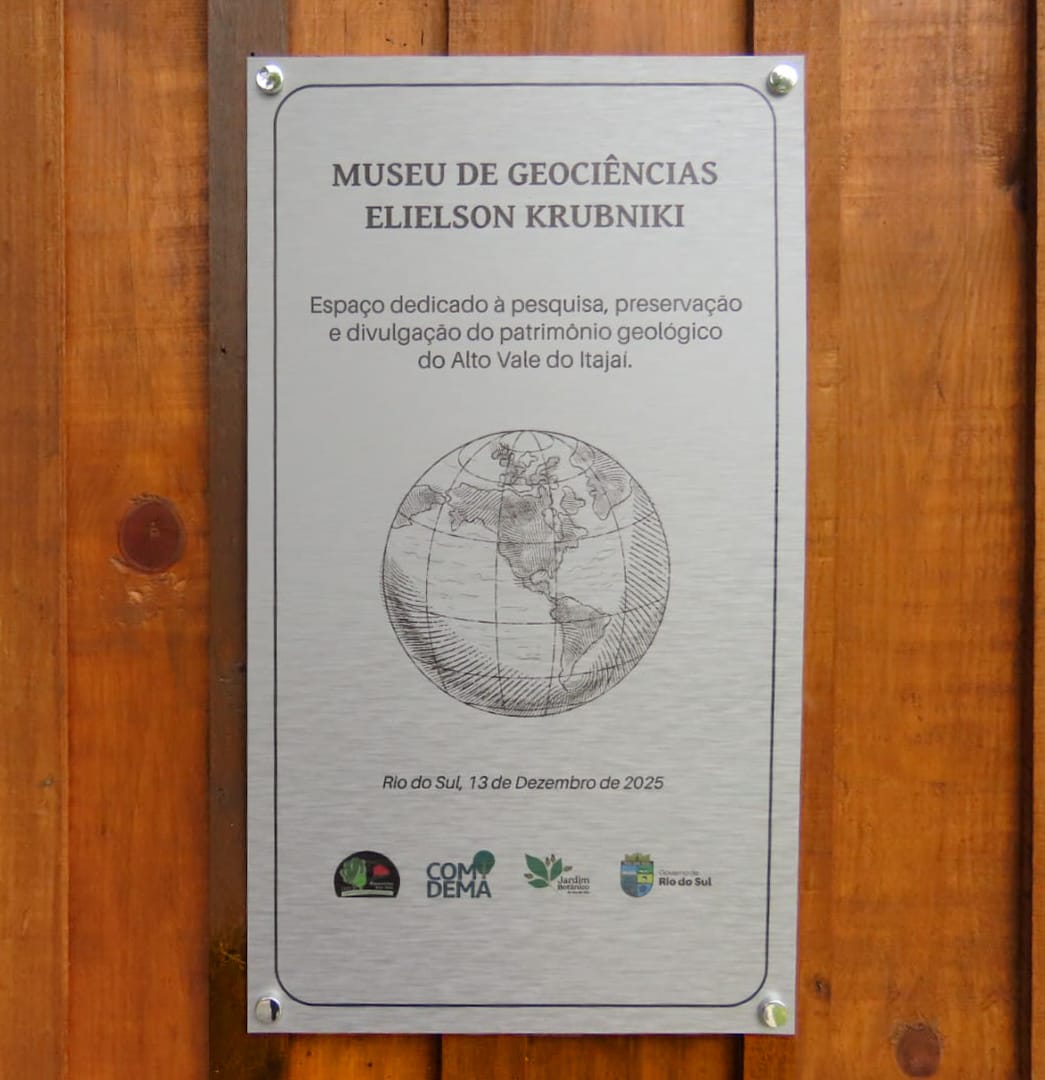 MUSEU DE GEOCIÊNCIAS
ELIELSON KRUBNIKI
Espaço dedicado à pesquisa, preservação
e divulgação do patrimônio geológico
do Alto Vale do Itajaí.
Rio do Sul, 13 de Dezembro de 2025
COM
DEMA
Jardim
Botânico
Governo de
Rio do Sul